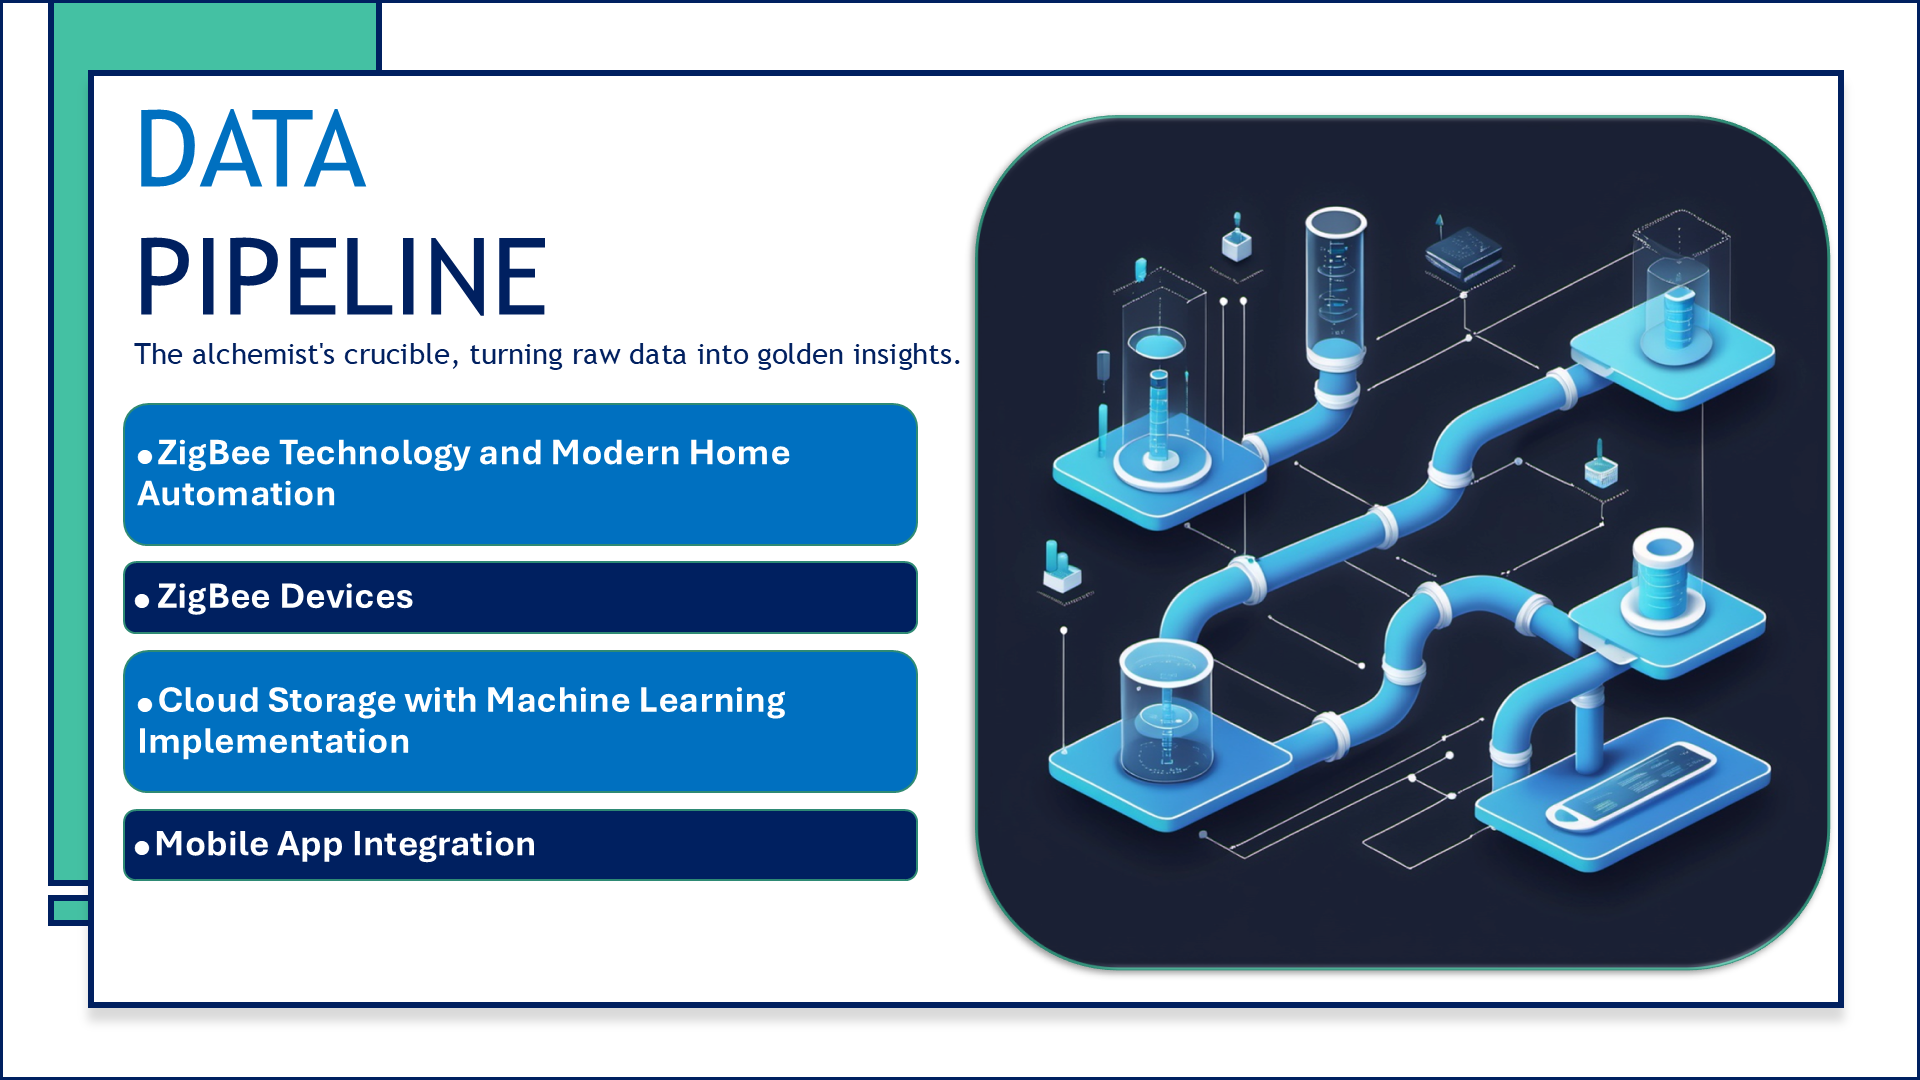 DATA
PIPELINE
The alchemist's crucible, turning raw data into golden insights.
•ZigBee Technology and Modern Home
Automation
•ZigBee Devices
•Cloud Storage with Machine Learning
Implementation
•Mobile App Integration